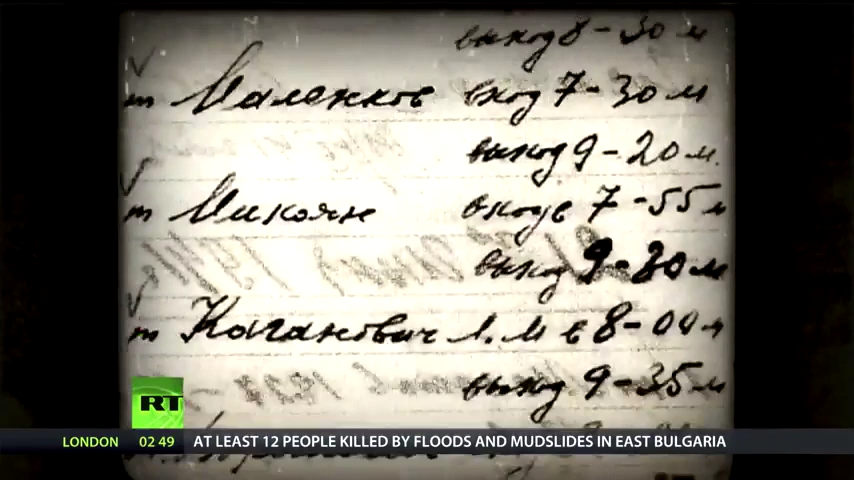 выход 8-30 м
т Маленков вход 7-30 м
выход 9-20 м.
т Микоян входв 7-55 м
выход 9-30 м
т Каганович Л.М в 8-00 м
выход 9-35 м
RT
LONDON 02 49 AT LEAST 12 PEOPLE KILLED BY FLOODS AND MUDSLIDES IN EAST BULGARIA